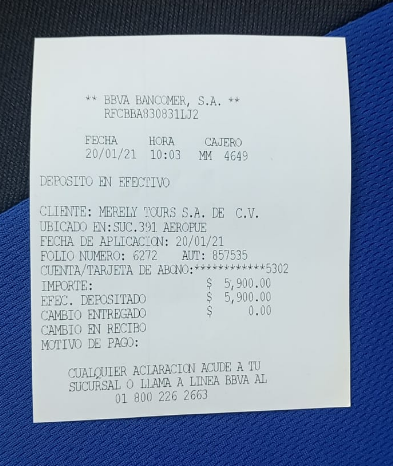 ** BBVA BANCOMER, S.A. **
RFCBBA830831LJ2
FECHA HORA CAJERO
20/01/21 10:03 MM 4649
DEPOSITO EN EFECTIVO
CLIENTE: MERELY TOURS S.A. DE C.V.
UBICADO EN:SUC.391 AEROPUE
FECHA DE APLICACION: 20/01/21
FOLIO NUMERO: 6272 AUT: 857535
CUENTA/TARJETA DE ABONO:************5302
IMPORTE: $ 5,900.00
EFEC. DEPOSITADO $ 5,900.00
CAMBIO ENTREGADO $ 0.00
CAMBIO EN RECIBO
MOTIVO DE PAGO:
CUALQUIER ACLARACION ACUDE A TU
SUCURSAL O LLAMA A LINEA BBVA AL
01 800 226 2663